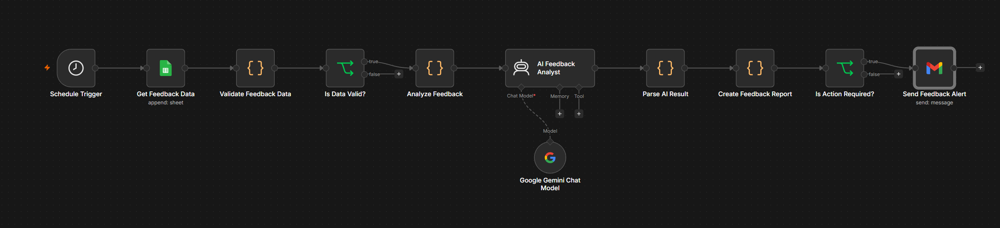 Schedule Trigger
Get Feedback Data
append: sheet
Validate Feedback Data
Is Data Valid?
true
false
Analyze Feedback
AI Feedback
Analyst
Chat Model*
Memory
Tool
Model
Google Gemini Chat
Model
Parse AI Result
Create Feedback Report
Is Action Required?
true
false
Send Feedback Alert
send: message